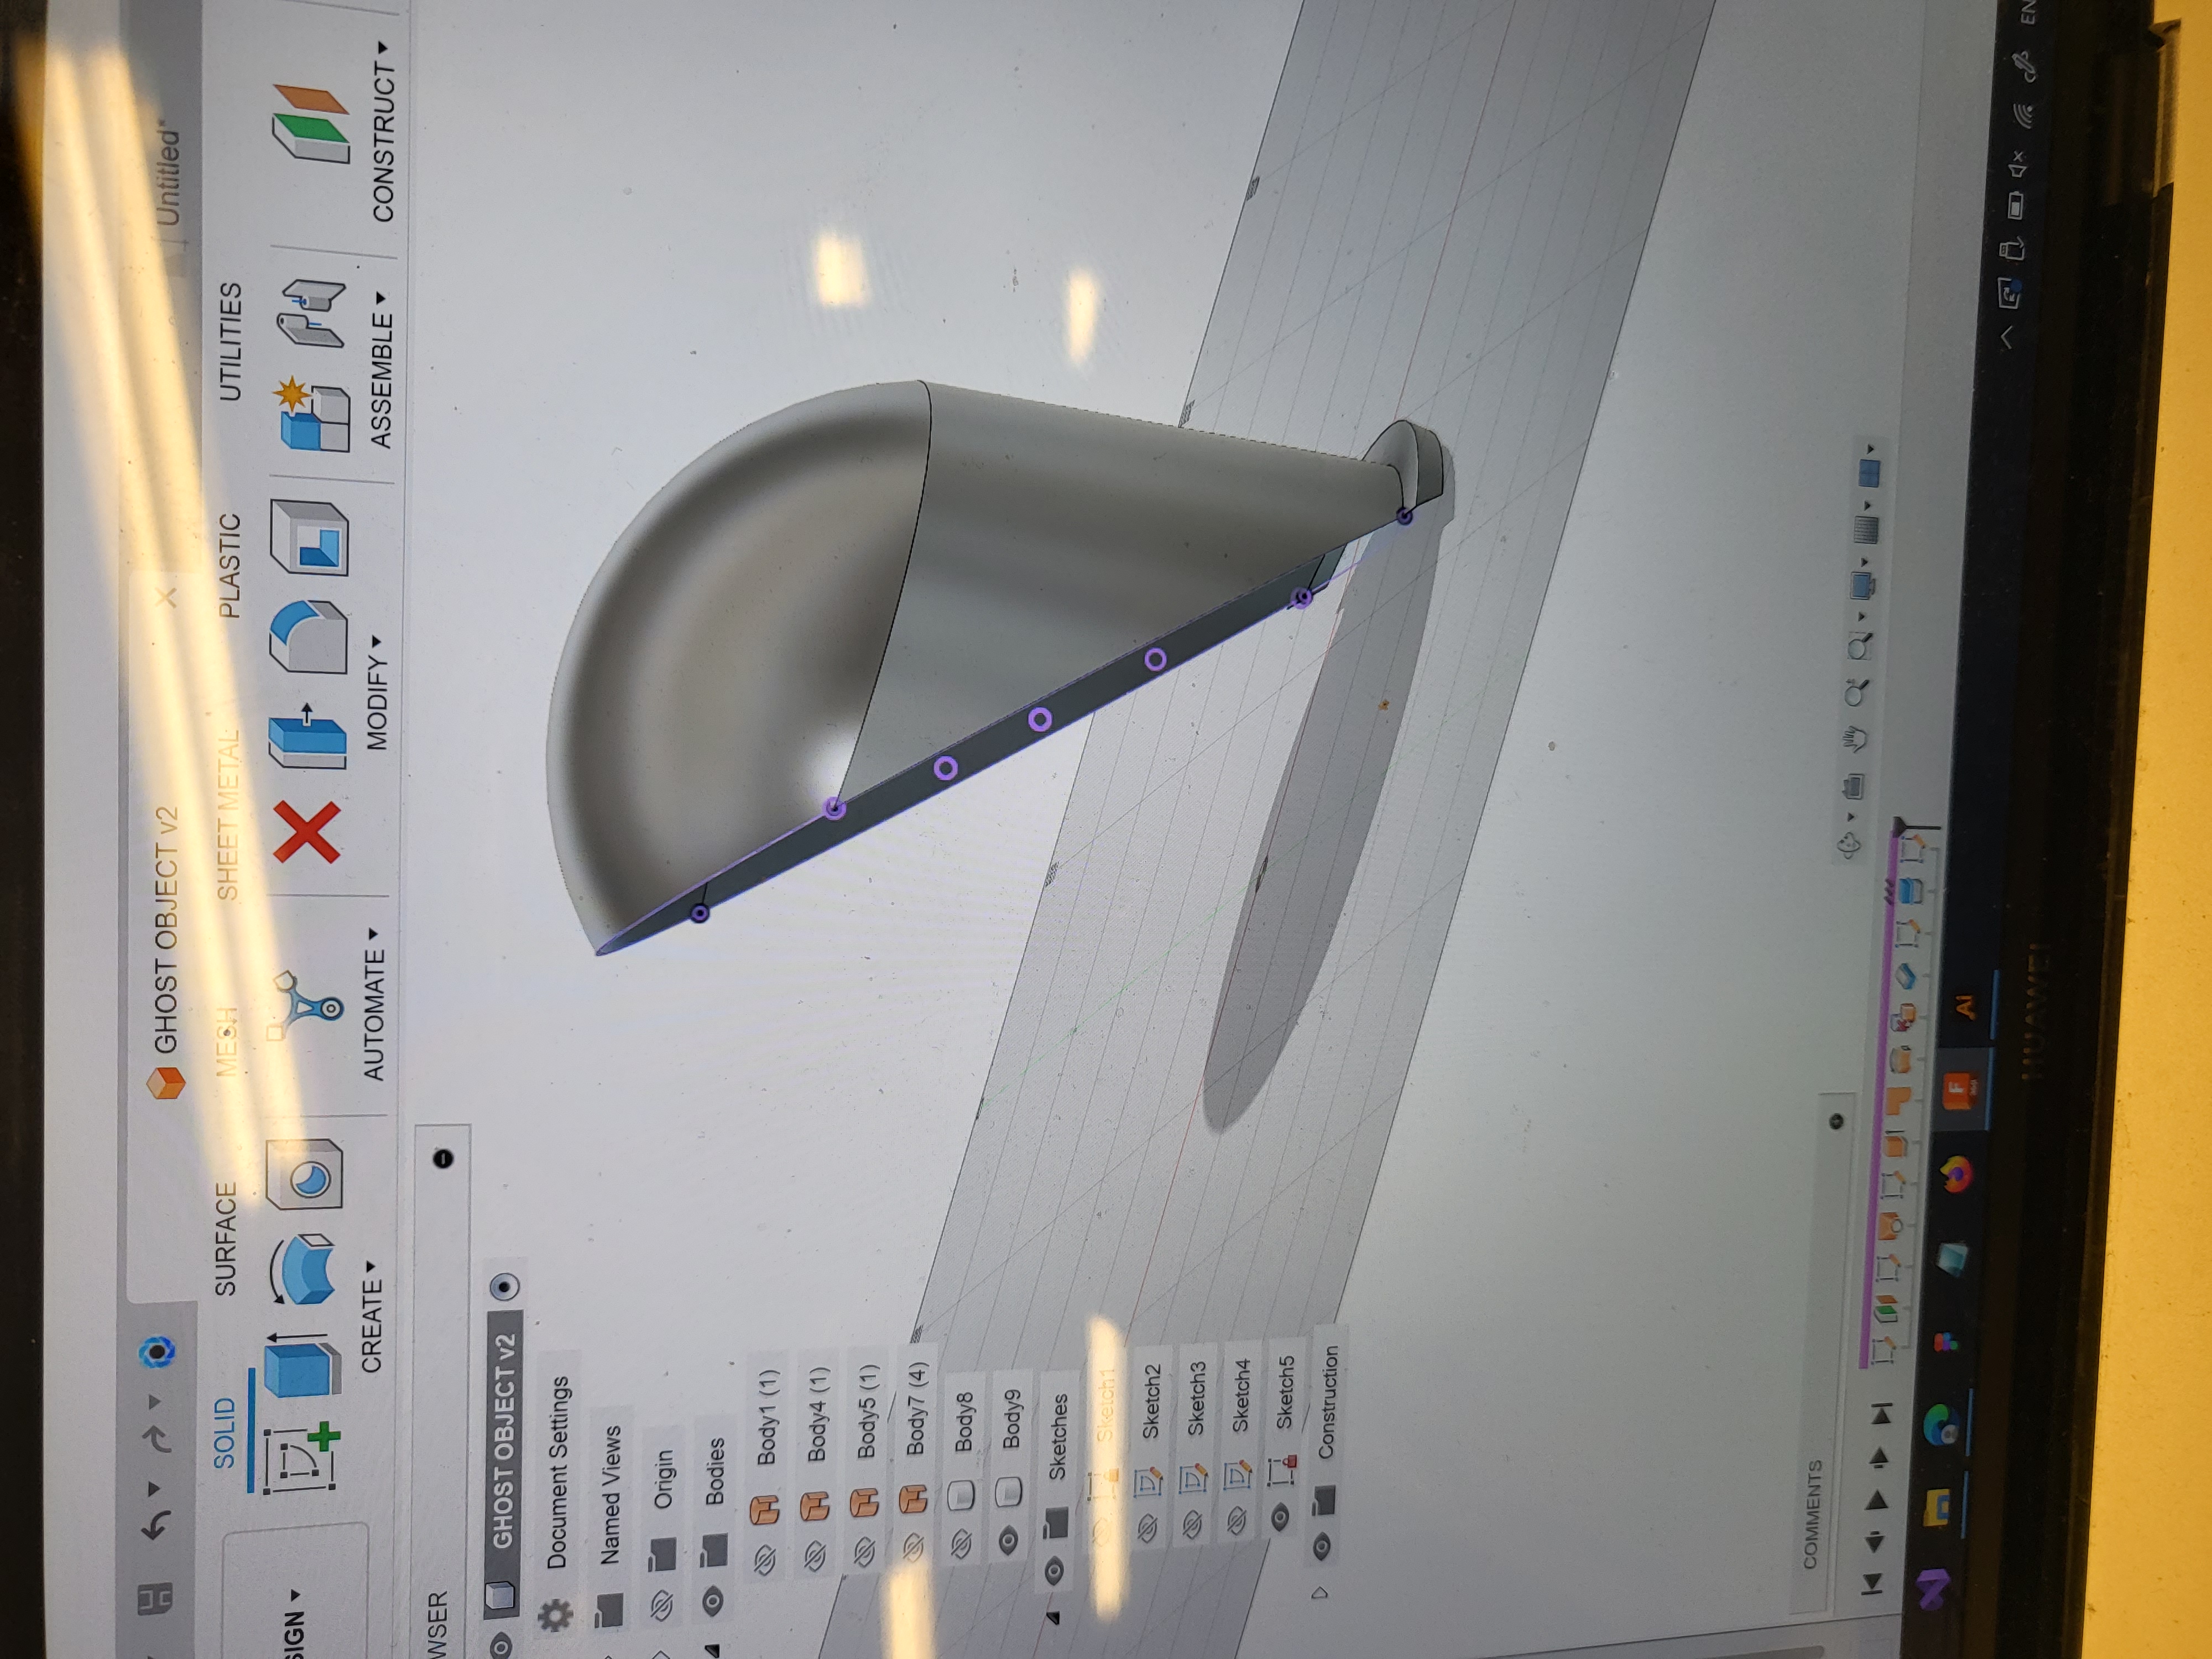 GHOST OBJECT v2
Untitled*
SOLID SURFACE MESH SHEET METAL PLASTIC UTILITIES
SIGN
CREATE AUTOMATE MODIFY ASSEMBLE CONSTRUCT
WSER
GHOST OBJECT v2
Document Settings
Named Views
Origin
Bodies
Body1 (1)
Body4 (1)
Body5 (1)
Body7 (4)
Body8
Body9
Sketches
Sketch1
Sketch2
Sketch3
Sketch4
Sketch5
Construction
COMMENTS
F
360
Ai
EN
HUAWEI